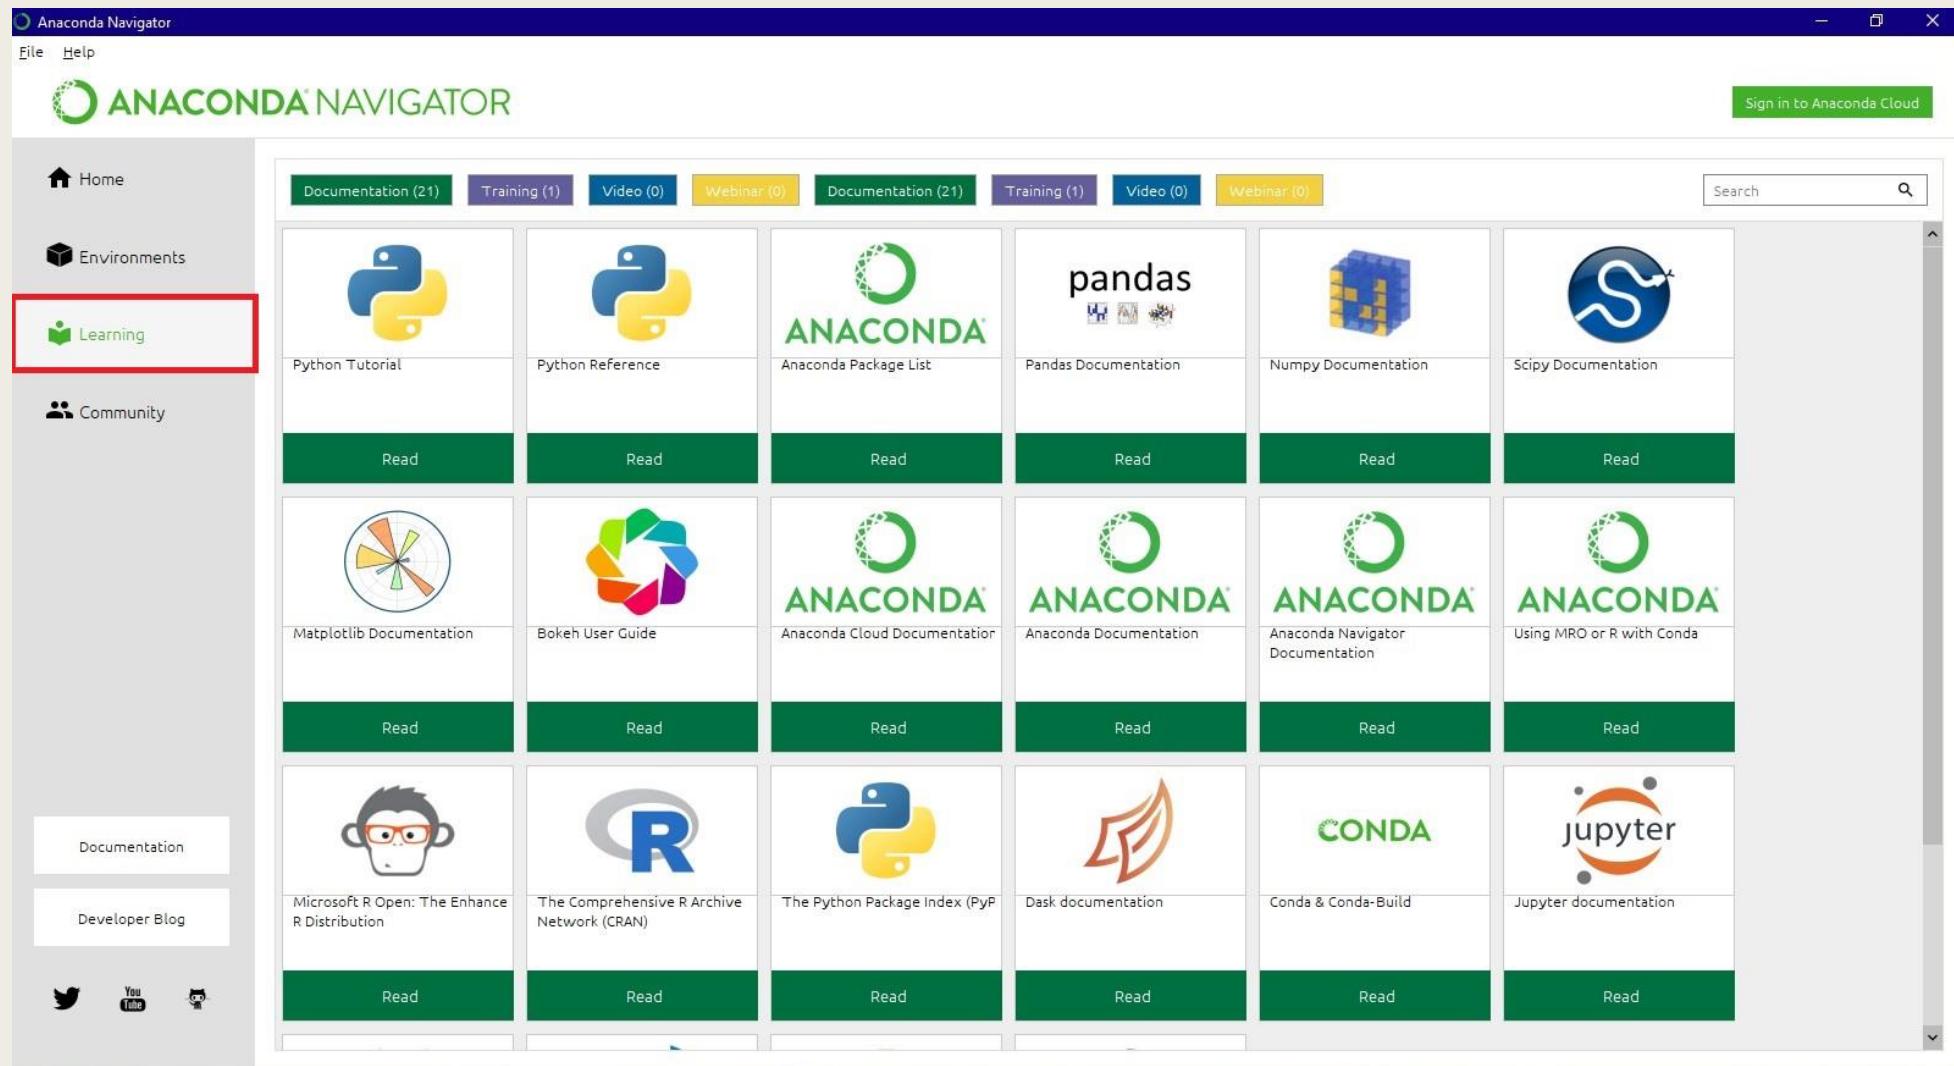 Anaconda Navigator
File Help
ANACONDA NAVIGATOR
Sign in to Anaconda Cloud
Home
Environments
Learning
Community
Documentation
Developer Blog
You
Tube
Documentation (21) Training (1) Video (0) Webinar (0) Documentation (21) Training (1) Video (0) Webinar (0)
Search
ANACONDA
pandas
Python Tutorial
Python Reference
Anaconda Package List
Pandas Documentation
Numpy Documentation
Scipy Documentation
Read Read Read Read Read Read
ANACONDA ANACONDA ANACONDA ANACONDA
Matplotlib Documentation
Bokeh User Guide
Anaconda Cloud Documentation
Anaconda Documentation
Anaconda Navigator
Documentation
Using MRO or R with Conda
Read Read Read Read Read Read
R
CONDA
jupyter
Microsoft R Open: The Enhance
R Distribution
The Comprehensive R Archive
Network (CRAN)
The Python Package Index (PyP
Dask documentation
Conda & Conda-Build
Jupyter documentation
Read Read Read Read Read Read